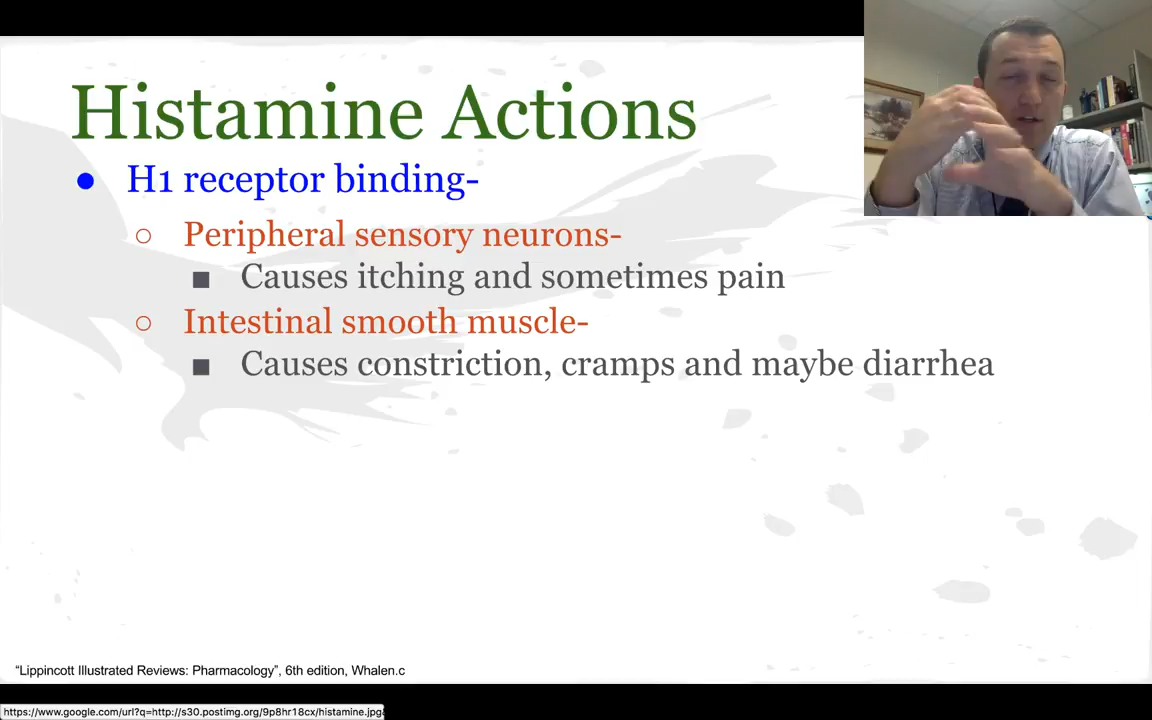 Histamine Actions
● H1 receptor binding-
○ Peripheral sensory neurons-
■ Causes itching and sometimes pain
○ Intestinal smooth muscle-
■ Causes constriction, cramps and maybe diarrhea
“Lippincott Illustrated Reviews: Pharmacology”, 6th edition, Whalen.c
https://www.google.com/url?q=http://s30.postimg.org/9p8hr18cx/histamine.jpg&